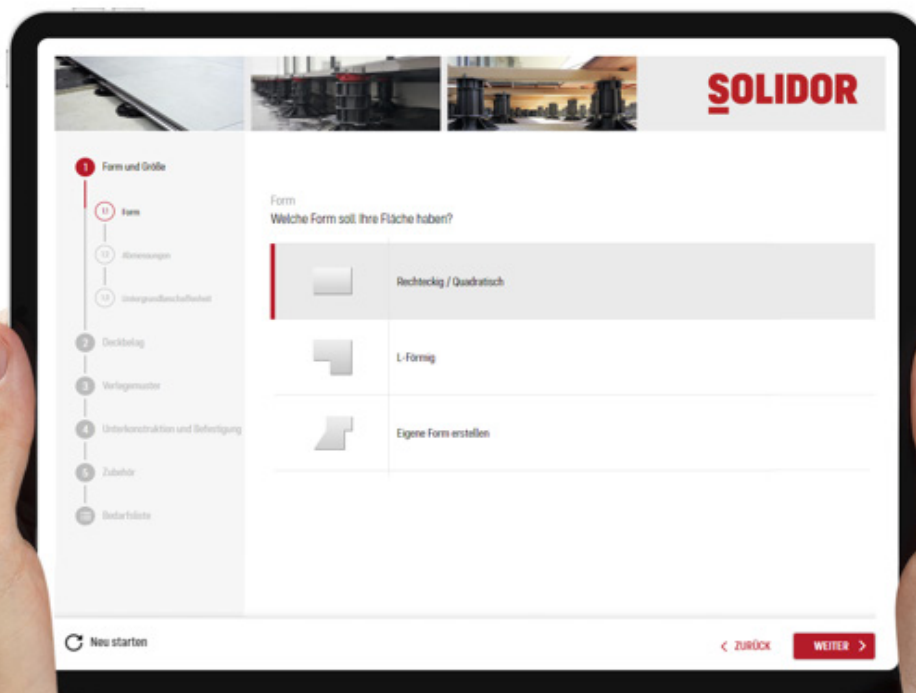 SOLIDOR
1 Form und Größe
1.1 Form
1.2 Abmessungen
1.3 Untergrundbeschaffenheit
2 Deckbelag
3 Verlegemuster
4 Unterkonstruktion und Befestigung
5 Zubehör
Bedarfsliste
Form
Welche Form soll Ihre Fläche haben?
Rechteckig / Quadratisch
L-Förmig
Eigene Form erstellen
Neu starten
ZURÜCK
WEITER